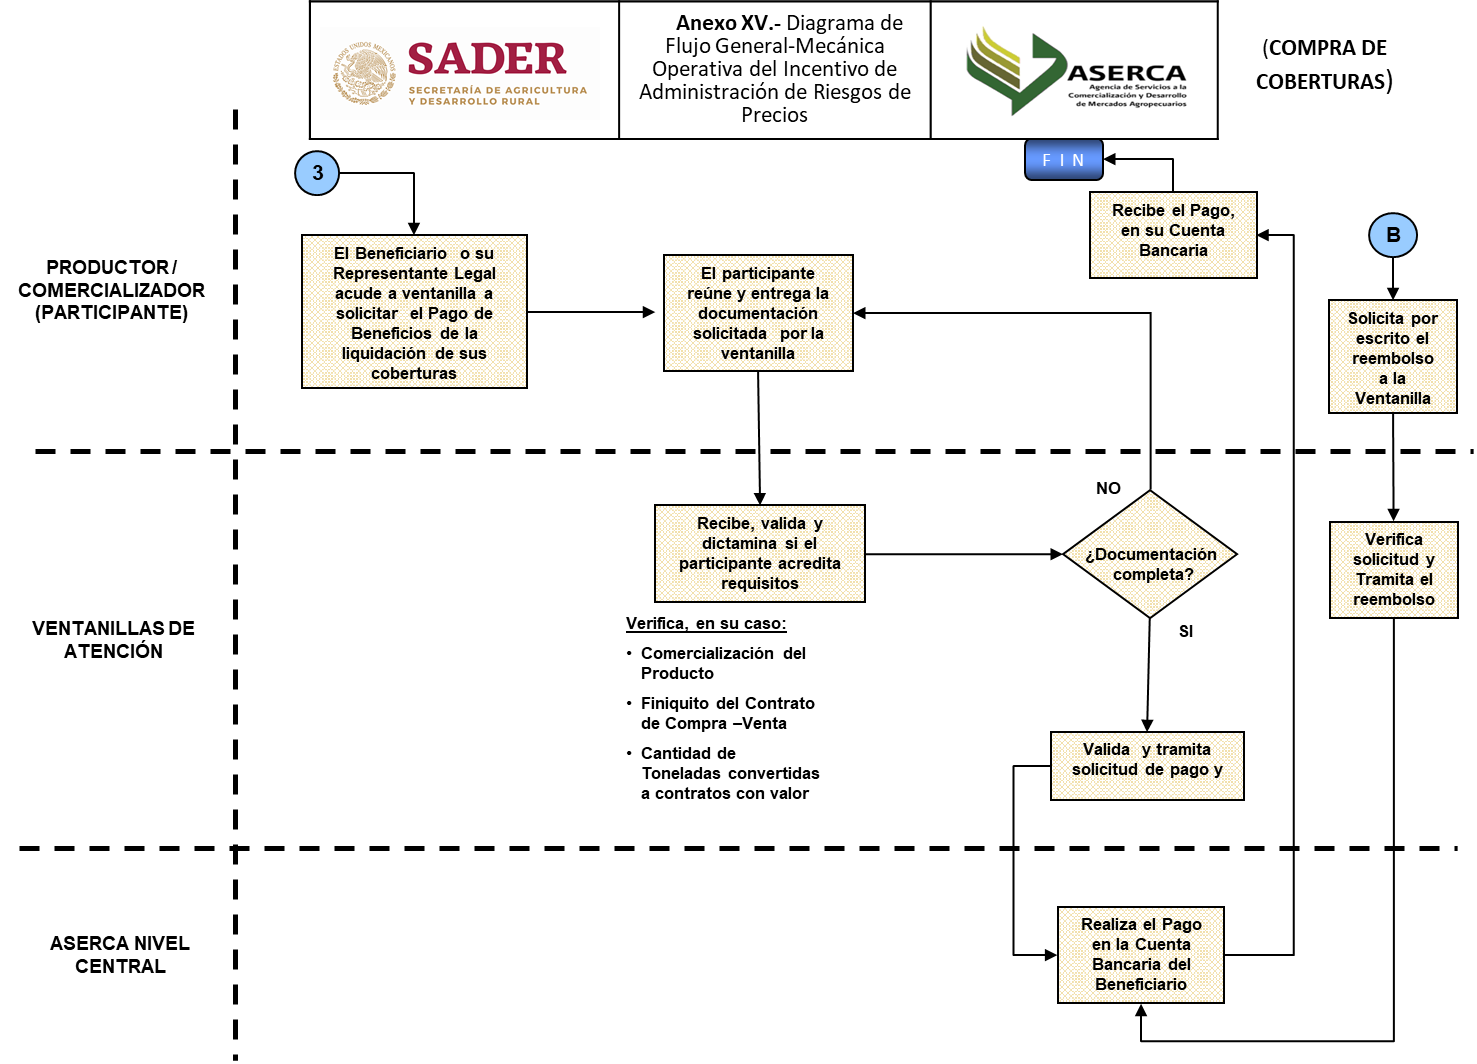 SADER
SECRETARÍA DE AGRICULTURA
Y DESARROLLO RURAL
Anexo XV.- Diagrama de
Flujo General-Mecánica
Operativa del Incentivo de
Administración de Riesgos de
Precios
ASERCA
Agencia de Servicios a la
Comercialización y Desarrollo
de Mercados Agropecuarios
(COMPRA DE
COBERTURAS)
PRODUCTOR /
COMERCIALIZADOR
(PARTICIPANTE)
3
El Beneficiario o su
Representante Legal
acude a ventanilla a
solicitar el Pago de
Beneficios de la
liquidación de sus
coberturas
El participante
reúne y entrega la
documentación
solicitada por la
ventanilla
F I N
Recibe el Pago,
en su Cuenta
Bancaria
B
Solicita por
escrito el
reembolso
a la
Ventanilla
VENTANILLAS DE
ATENCIÓN
Recibe, valida y
dictamina si el
participante acredita
requisitos
Verifica, en su caso:
• Comercialización del
Producto
• Finiquito del Contrato
de Compra –Venta
• Cantidad de
Toneladas convertidas
a contratos con valor
NO
¿Documentación
completa?
SI
Valida y tramita
solicitud de pago y
Verifica
solicitud y
Tramita el
reembolso
ASERCA NIVEL
CENTRAL
Realiza el Pago
en la Cuenta
Bancaria del
Beneficiario